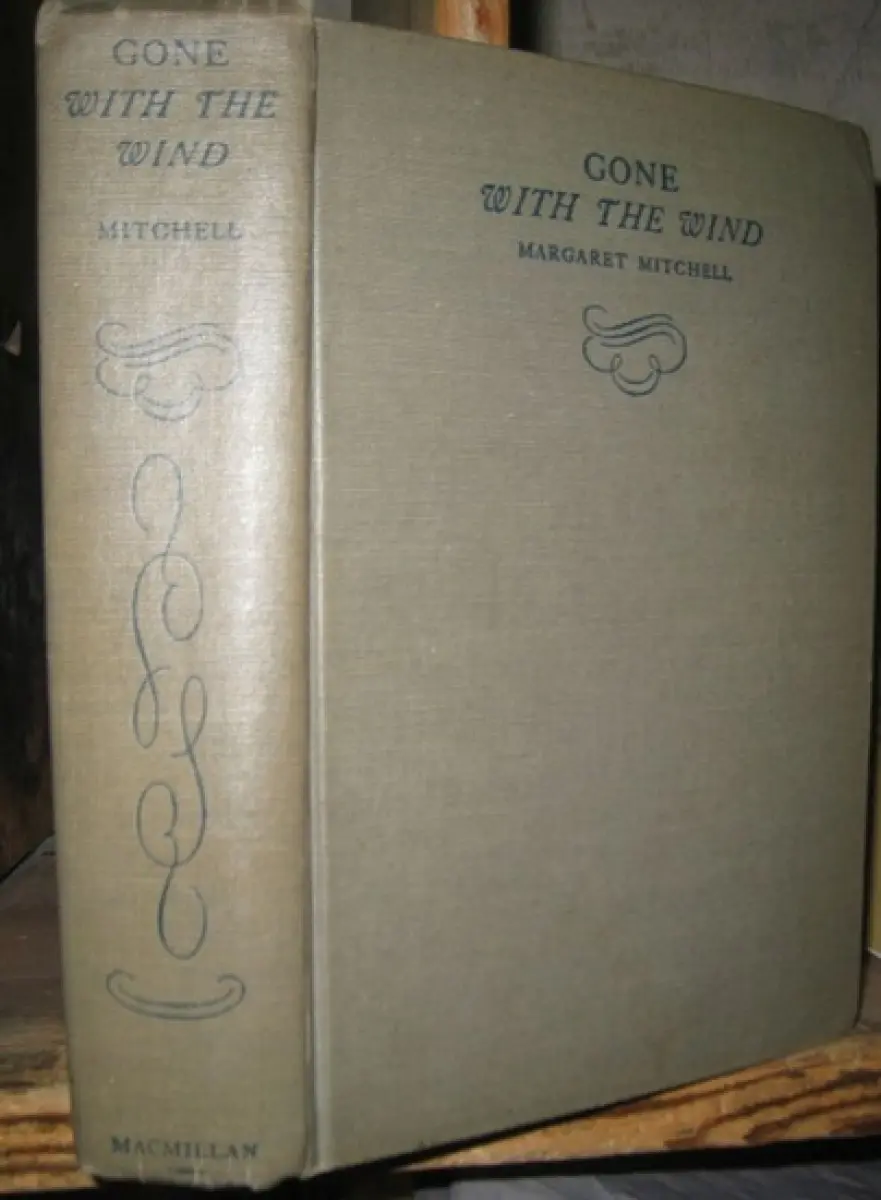 GONE
WITH THE
WIND
MITCHELL
MACMILLAN
GONE
WITH THE WIND
MARGARET MITCHELL